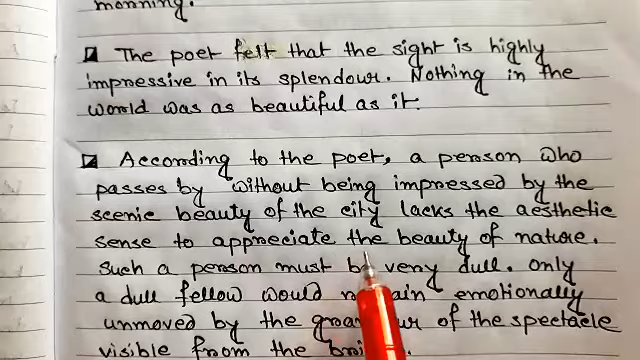 morning.
The poet felt that the sight is highly
impressive in its splendour. Nothing in the
world was as beautiful as it.
According to the poet, a person who
passes by without being impressed by the
scenic beauty of the city lacks the aesthetic
sense to appreciate the beauty of nature.
Such a person must be very dull. Only
a dull fellow would remain emotionally
unmoved by the grandeur of the spectacle
visible from the